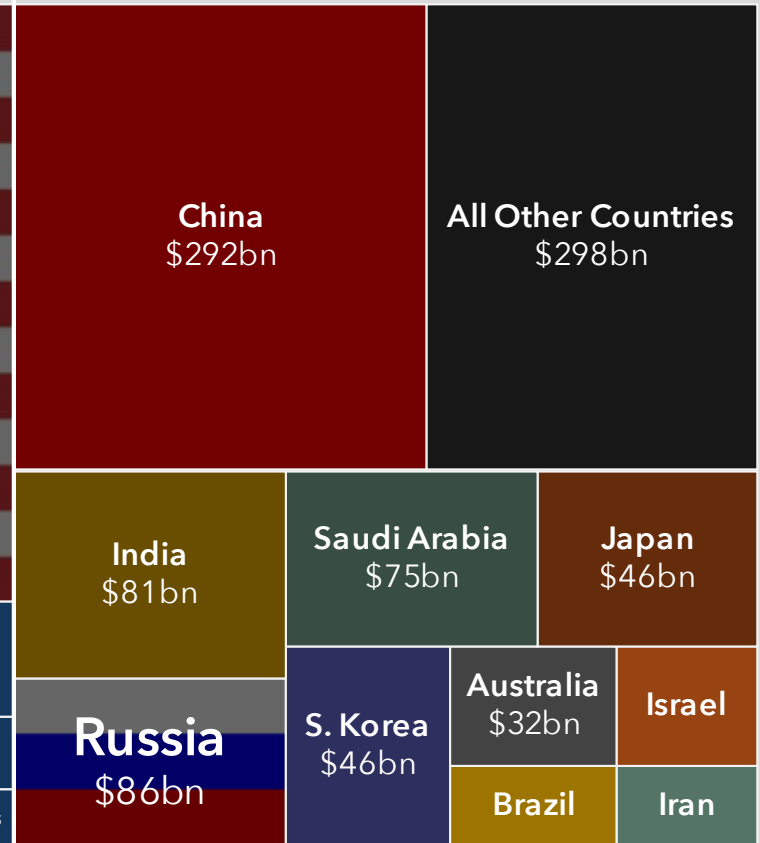 China
$292bn
All Other Countries
$298bn
India
$81bn
Saudi Arabia
$75bn
Japan
$46bn
Russia
$86bn
S. Korea
$46bn
Australia
$32bn
Israel
Brazil
Iran